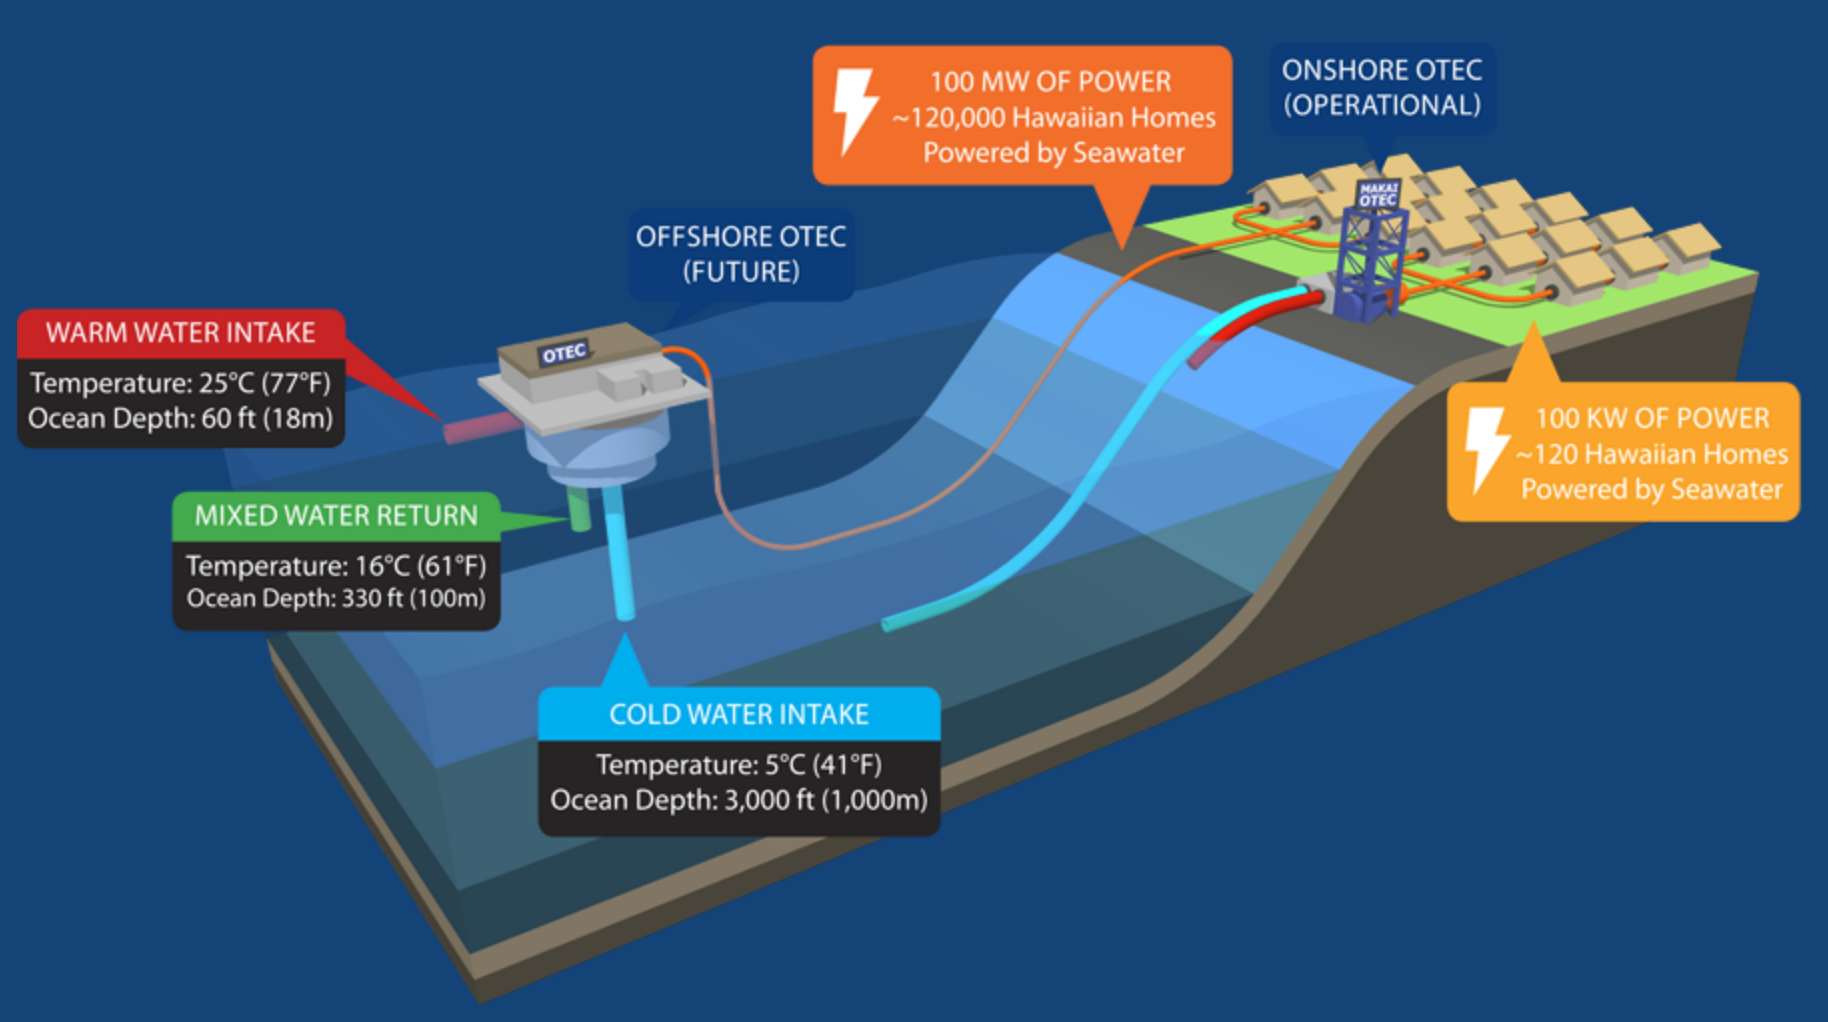 100 MW OF POWER
~120,000 Hawaiian Homes
Powered by Seawater
ONSHORE OTEC
(OPERATIONAL)
MAKAI
OTEC
OFFSHORE OTEC
(FUTURE)
OTEC
WARM WATER INTAKE
Temperature: 25°C (77°F)
Ocean Depth: 60 ft (18m)
100 KW OF POWER
~120 Hawaiian Homes
Powered by Seawater
MIXED WATER RETURN
Temperature: 16°C (61°F)
Ocean Depth: 330 ft (100m)
COLD WATER INTAKE
Temperature: 5°C (41°F)
Ocean Depth: 3,000 ft (1,000m)